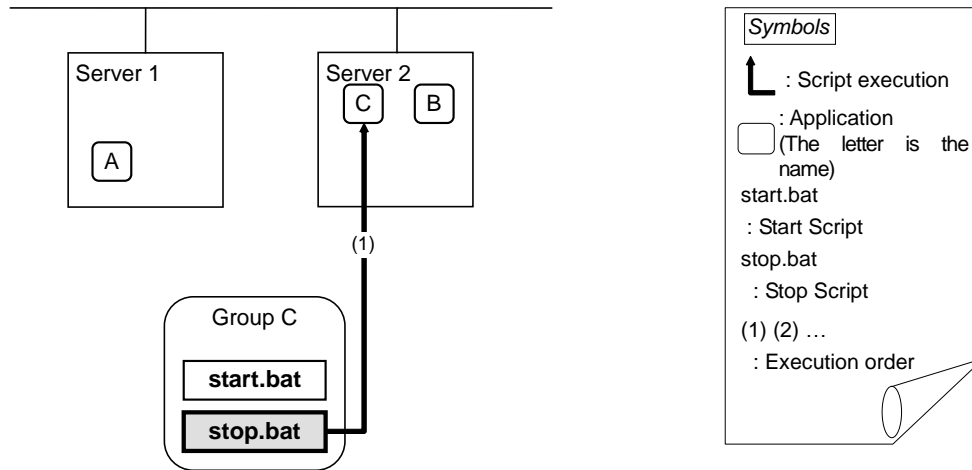 Server 1
A
Server 2
C
B
(1)
Group C
start.bat
stop.bat
Symbols
: Script execution
: Application
(The letter is the
name)
start.bat
: Start Script
stop.bat
: Stop Script
(1) (2) …
: Execution order